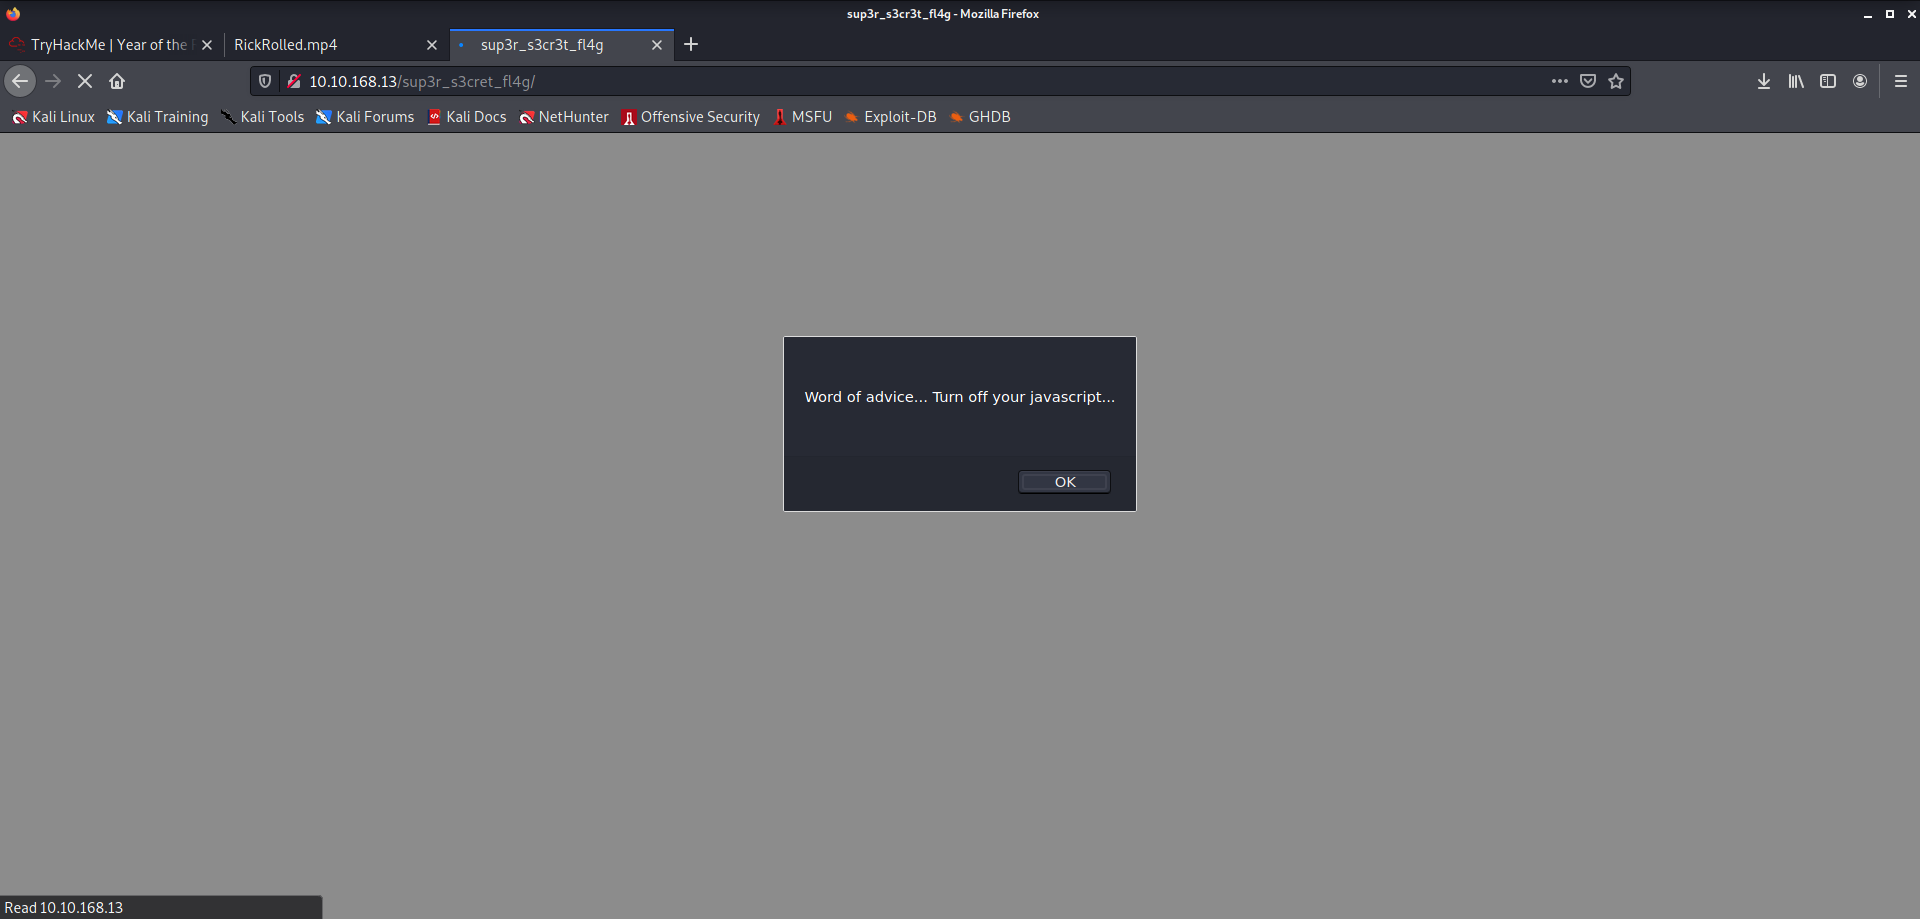 sup3r_s3cr3t_fl4g - Mozilla Firefox
TryHackMe | Year of the
RickRolled.mp4
sup3r_s3cr3t_fl4g
10.10.168.13/sup3r_s3cret_fl4g/
Kali Linux Kali Training Kali Tools Kali Forums Kali Docs NetHunter Offensive Security MSFU Exploit-DB GHDB
Word of advice... Turn off your javascript...
OK
Read 10.10.168.13